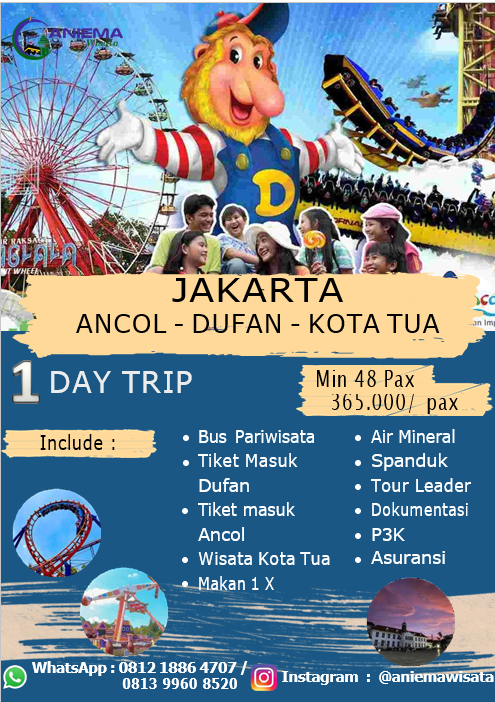 ANIEMA
Wisata
D
JAKARTA
ANCOL - DUFAN - KOTA TUA
1 DAY TRIP
Min 48 Pax
365.000/ pax
Include :
• Bus Pariwisata
• Tiket Masuk
Dufan
• Tiket masuk
Ancol
• Wisata Kota Tua
• Makan 1 X
• Air Mineral
• Spanduk
• Tour Leader
• Dokumentasi
• P3K
• Asuransi
WhatsApp : 0812 1886 4707 /
0813 9960 8520
Instagram : @aniemawisata